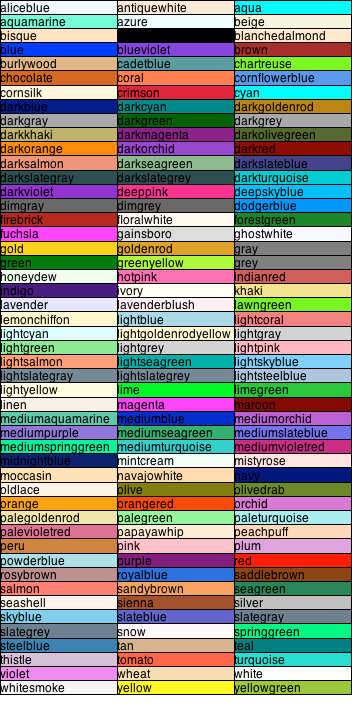 aliceblue antiquewhite aqua
aquamarine azure beige
bisque blanchedalmond
blue blueviolet brown
burlywood cadetblue chartreuse
chocolate coral cornflowerblue
cornsilk crimson cyan
darkblue darkcyan darkgoldenrod
darkgray darkgreen darkgrey
darkkhaki darkmagenta darkolivegreen
darkorange darkorchid darkred
darksalmon darkseagreen darkslateblue
darkslategray darkslategrey darkturquoise
darkviolet deeppink deepskyblue
dimgray dimgrey dodgerblue
firebrick floralwhite forestgreen
fuchsia gainsboro ghostwhite
gold goldenrod gray
green greenyellow grey
honeydew hotpink indianred
indigo ivory khaki
lavender lavenderblush lawngreen
lemonchiffon lightblue lightcoral
lightcyan lightgoldenrodyellow lightgray
lightgreen lightgrey lightpink
lightsalmon lightseagreen lightskyblue
lightslategray lightslategrey lightsteelblue
lightyellow lime limegreen
linen magenta maroon
mediumaquamarine mediumblue mediumorchid
mediumpurple mediumseagreen mediumslateblue
mediumspringgreen mediumturquoise mediumvioletred
midnightblue mintcream mistyrose
moccasin navajowhite navy
oldlace olive olivedrab
orange orangered orchid
palegoldenrod palegreen paleturquoise
palevioletred papayawhip peachpuff
peru pink plum
powderblue purple red
rosybrown royalblue saddlebrown
salmon sandybrown seagreen
seashell sienna silver
skyblue slateblue slategray
slategrey snow springgreen
steelblue tan teal
thistle tomato turquoise
violet wheat white
whitesmoke yellow yellowgreen